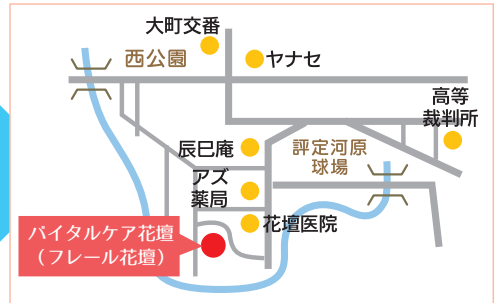 大町交番
西公園
ヤナセ
高等
裁判所
辰巳庵
評定河原
球場
アズ
薬局
花壇医院
バイタルケア花壇
（フレール花壇）